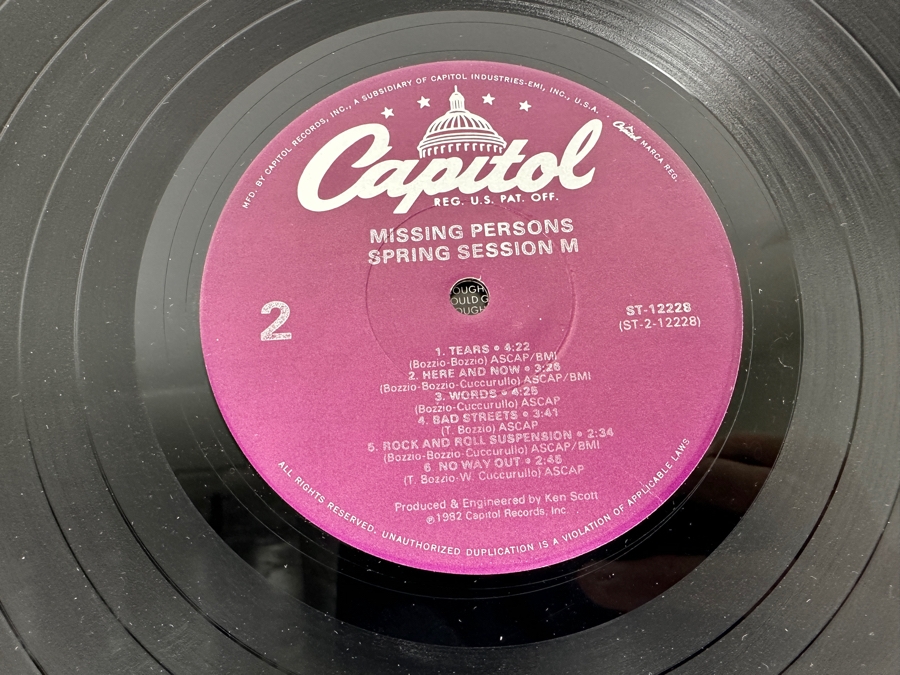 MFD. BY CAPITOL RECORDS, INC., A SUBSIDIARY OF CAPITOL INDUSTRIES-EMI, INC., U.S.A. • Capitol MARCA REG.
Capitol
REG. U.S. PAT. OFF.
MISSING PERSONS
SPRING SESSION M
OUGH
OULD G
OUGH
2
ST-12228
(ST-2-12228)
1. TEARS • 4:22
(Bozzio-Bozzio) ASCAP/BMI
2. HERE AND NOW • 3:26
(Bozzio-Bozzio-Cuccurullo) ASCAP/BMI
3. WORDS • 4:25
(Bozzio-Cuccurullo) ASCAP
4. BAD STREETS • 3:41
(T. Bozzio) ASCAP
5. ROCK AND ROLL SUSPENSION • 2:34
(Bozzio-Bozzio-Cuccurullo) ASCAP/BMI
6. NO WAY OUT • 2:45
(T. Bozzio-W. Cuccurullo) ASCAP
Produced & Engineered by Ken Scott
℗1982 Capitol Records, Inc.
ALL RIGHTS RESERVED. UNAUTHORIZED DUPLICATION IS A VIOLATION OF APPLICABLE LAWS